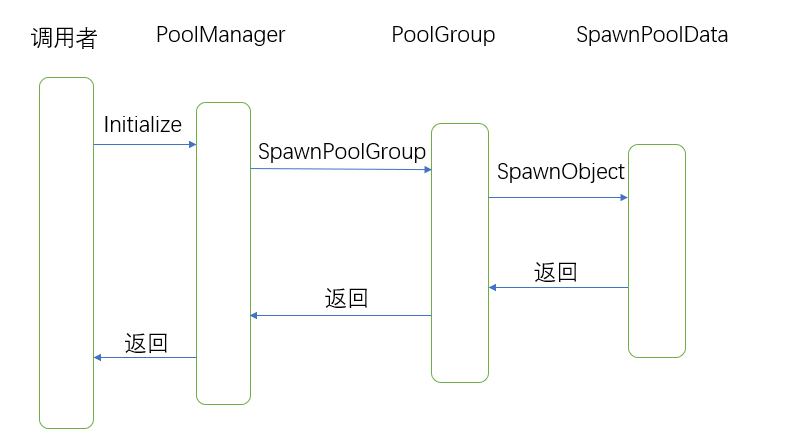 调用者
PoolManager
PoolGroup
SpawnPoolData
Initialize
SpawnPoolGroup
SpawnObject
返回
返回
返回